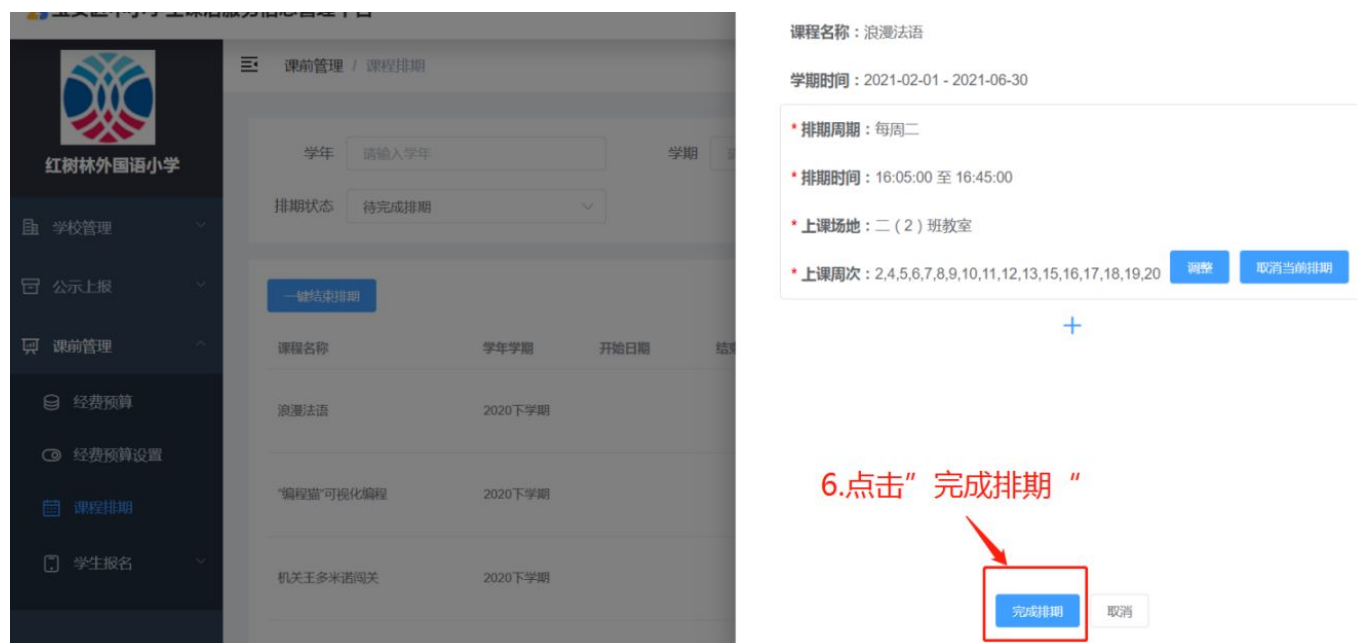 课前管理 / 课程排期
红树林外国语小学
学校管理
公示上报
课前管理
经费预算
经费预算设置
课程排期
学生报名
学年 请输入学年 学期
排期状态 待完成排期
一键结束排期
课程名称 学年学期 开始日期
浪漫法语 2020下学期
"编程猫"可视化编程 2020下学期
机关王多米诺闯关 2020下学期
课程名称：浪漫法语
学期时间：2021-02-01 - 2021-06-30
* 排期周期：每周二
* 排期时间：16:05:00 至 16:45:00
* 上课场地：二（2）班教室
* 上课周次：2,4,5,6,7,8,9,10,11,12,13,15,16,17,18,19,20 调整 取消当前排期
+
6.点击”完成排期“
完成排期 取消